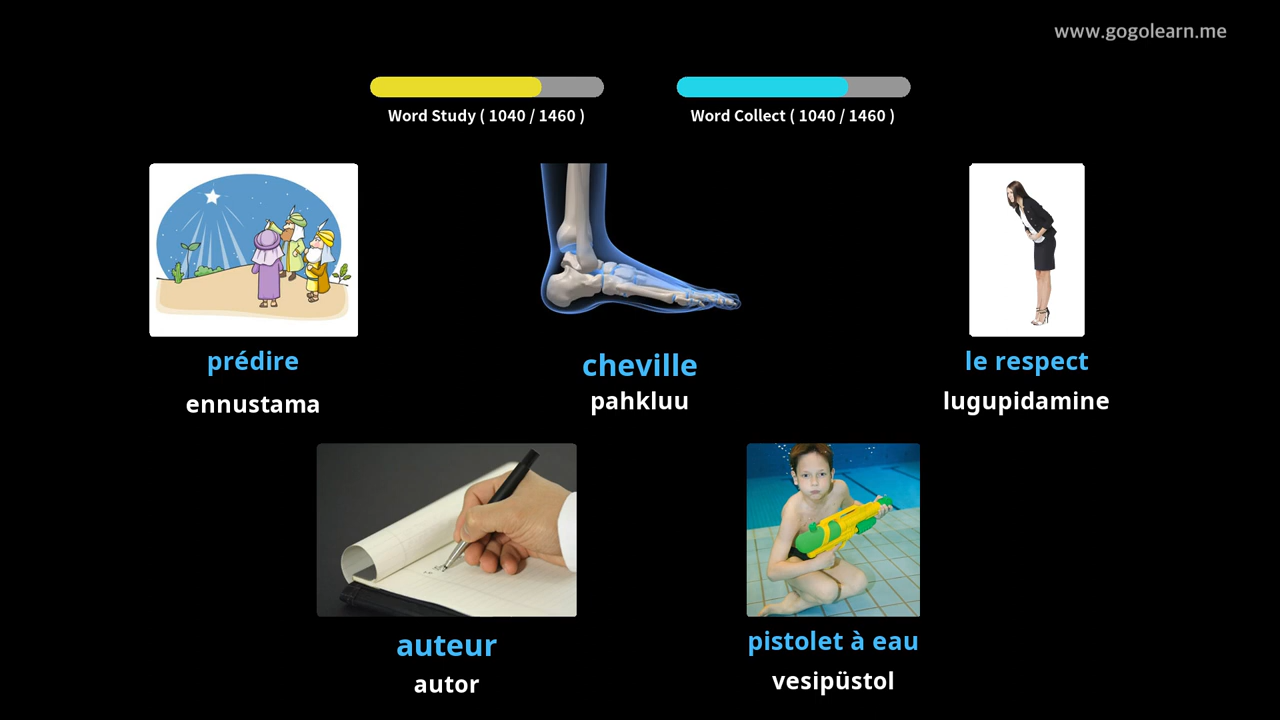 www.gogolearn.me
Word Study ( 1040 / 1460 )
Word Collect ( 1040 / 1460 )
prédire
ennustama
cheville
pahkluu
le respect
lugupidamine
auteur
autor
pistolet à eau
vesipüstol